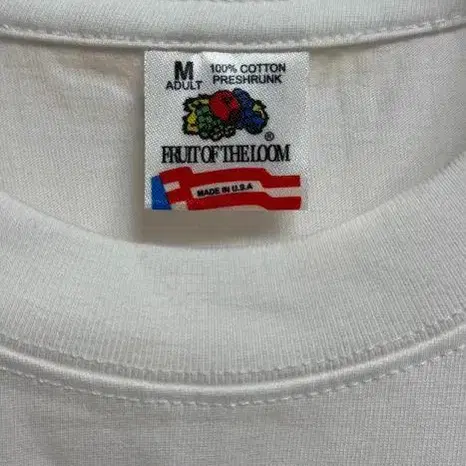 M 100% COTTON
ADULT PRESHRUNK
®
FRUIT OF THE LOOM
MADE IN U.S.A